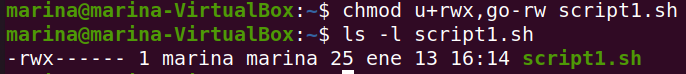 marina@marina-VirtualBox:~$ chmod u+rwx,go-rw script1.sh
marina@marina-VirtualBox:~$ ls -l script1.sh
-rwx------ 1 marina marina 25 ene 13 16:14 script1.sh